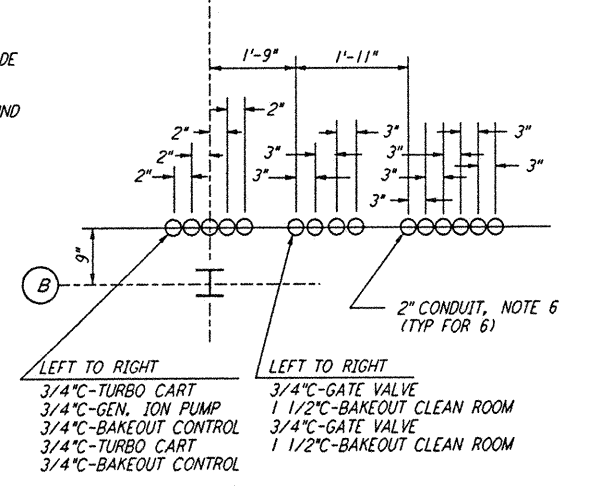 DE
1'-9"
1'-11"
ND
2"
2"
2"
2"
3"
3"
3"
3"
3"
3"
3"
3"
9"
B
2" CONDUIT, NOTE 6
(TYP FOR 6)
LEFT TO RIGHT
3/4"C-TURBO CART
3/4"C-GEN. ION PUMP
3/4"C-BAKEOUT CONTROL
3/4"C-TURBO CART
3/4"C-BAKEOUT CONTROL
LEFT TO RIGHT
3/4"C-GATE VALVE
1 1/2"C-BAKEOUT CLEAN ROOM
3/4"C-GATE VALVE
1 1/2"C-BAKEOUT CLEAN ROOM